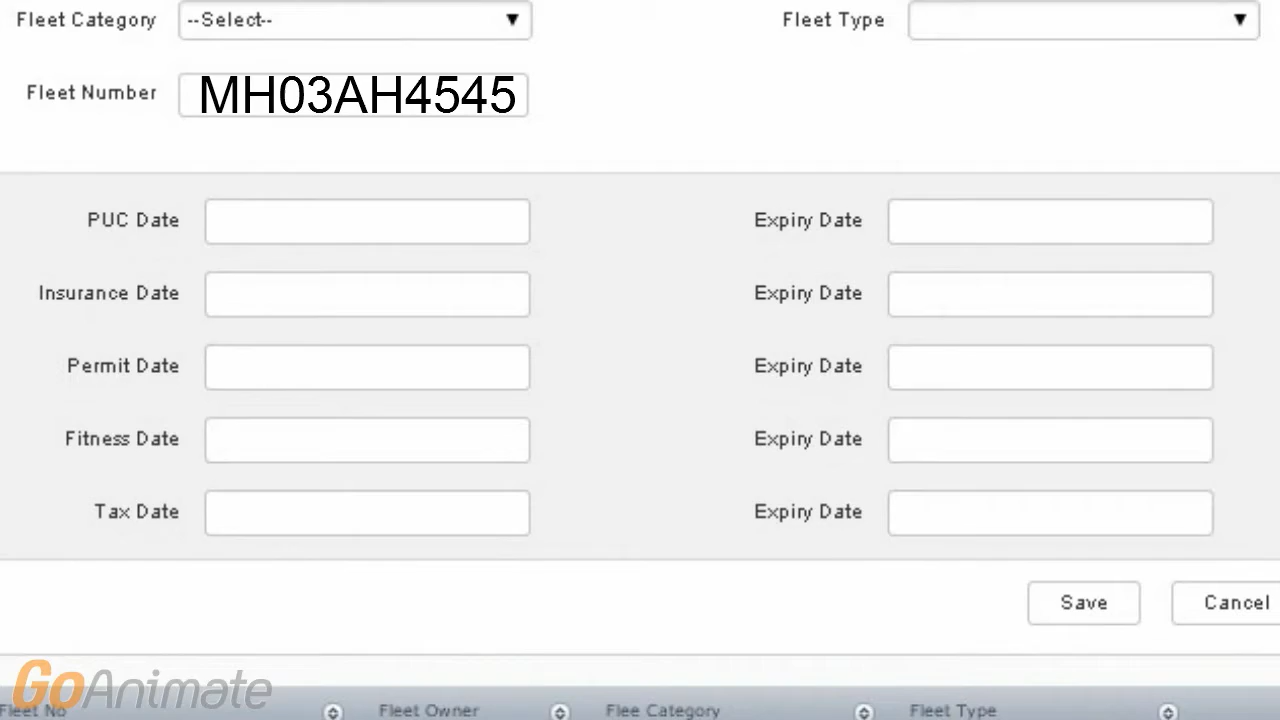 Fleet Category --Select-- Fleet Type
Fleet Number MH03AH4545
PUC Date Expiry Date
Insurance Date Expiry Date
Permit Date Expiry Date
Fitness Date Expiry Date
Tax Date Expiry Date
Save Cancel
GoAnimate
Fleet No Fleet Owner Flee Category Fleet Type